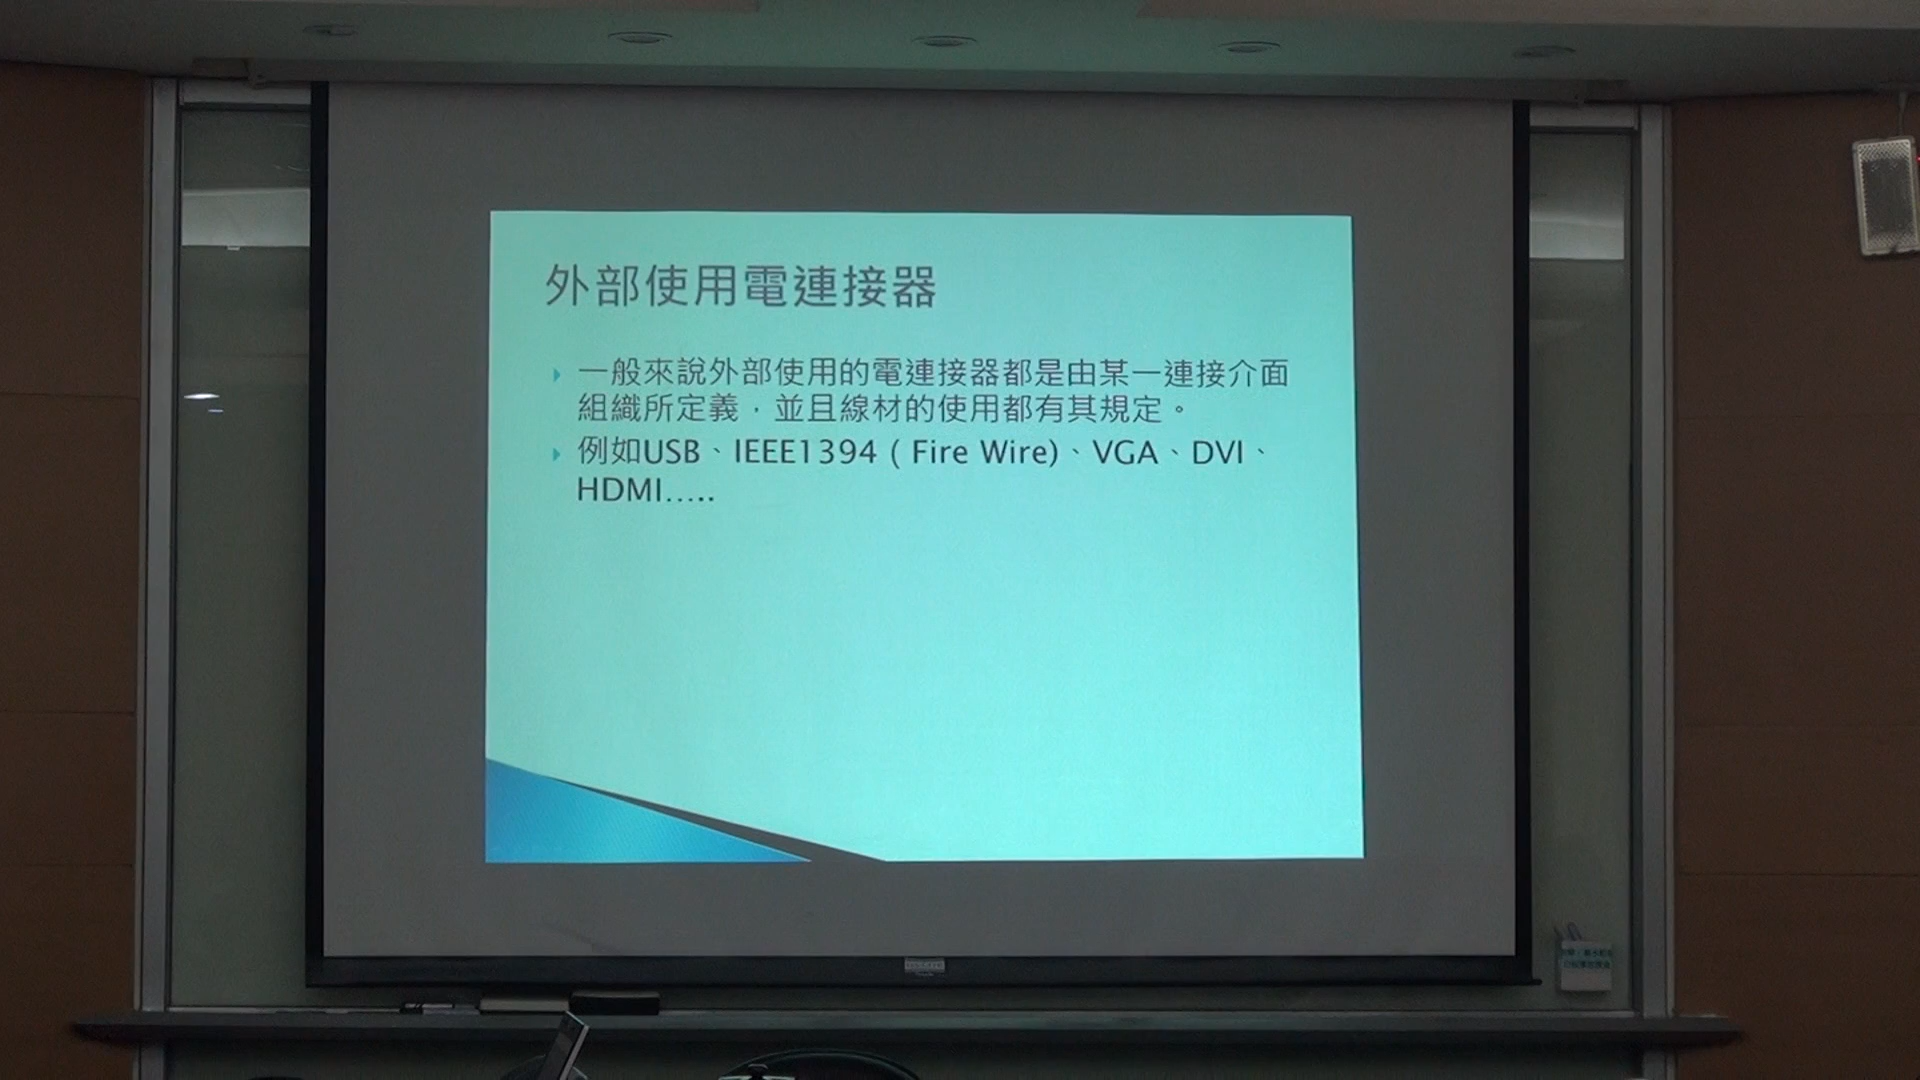 外部使用電連接器
一般來說外部使用的電連接器都是由某一連接介面
組織所定義，並且線材的使用都有其規定。
例如USB、IEEE1394 ( Fire Wire)、VGA、DVI、
HDMI.....